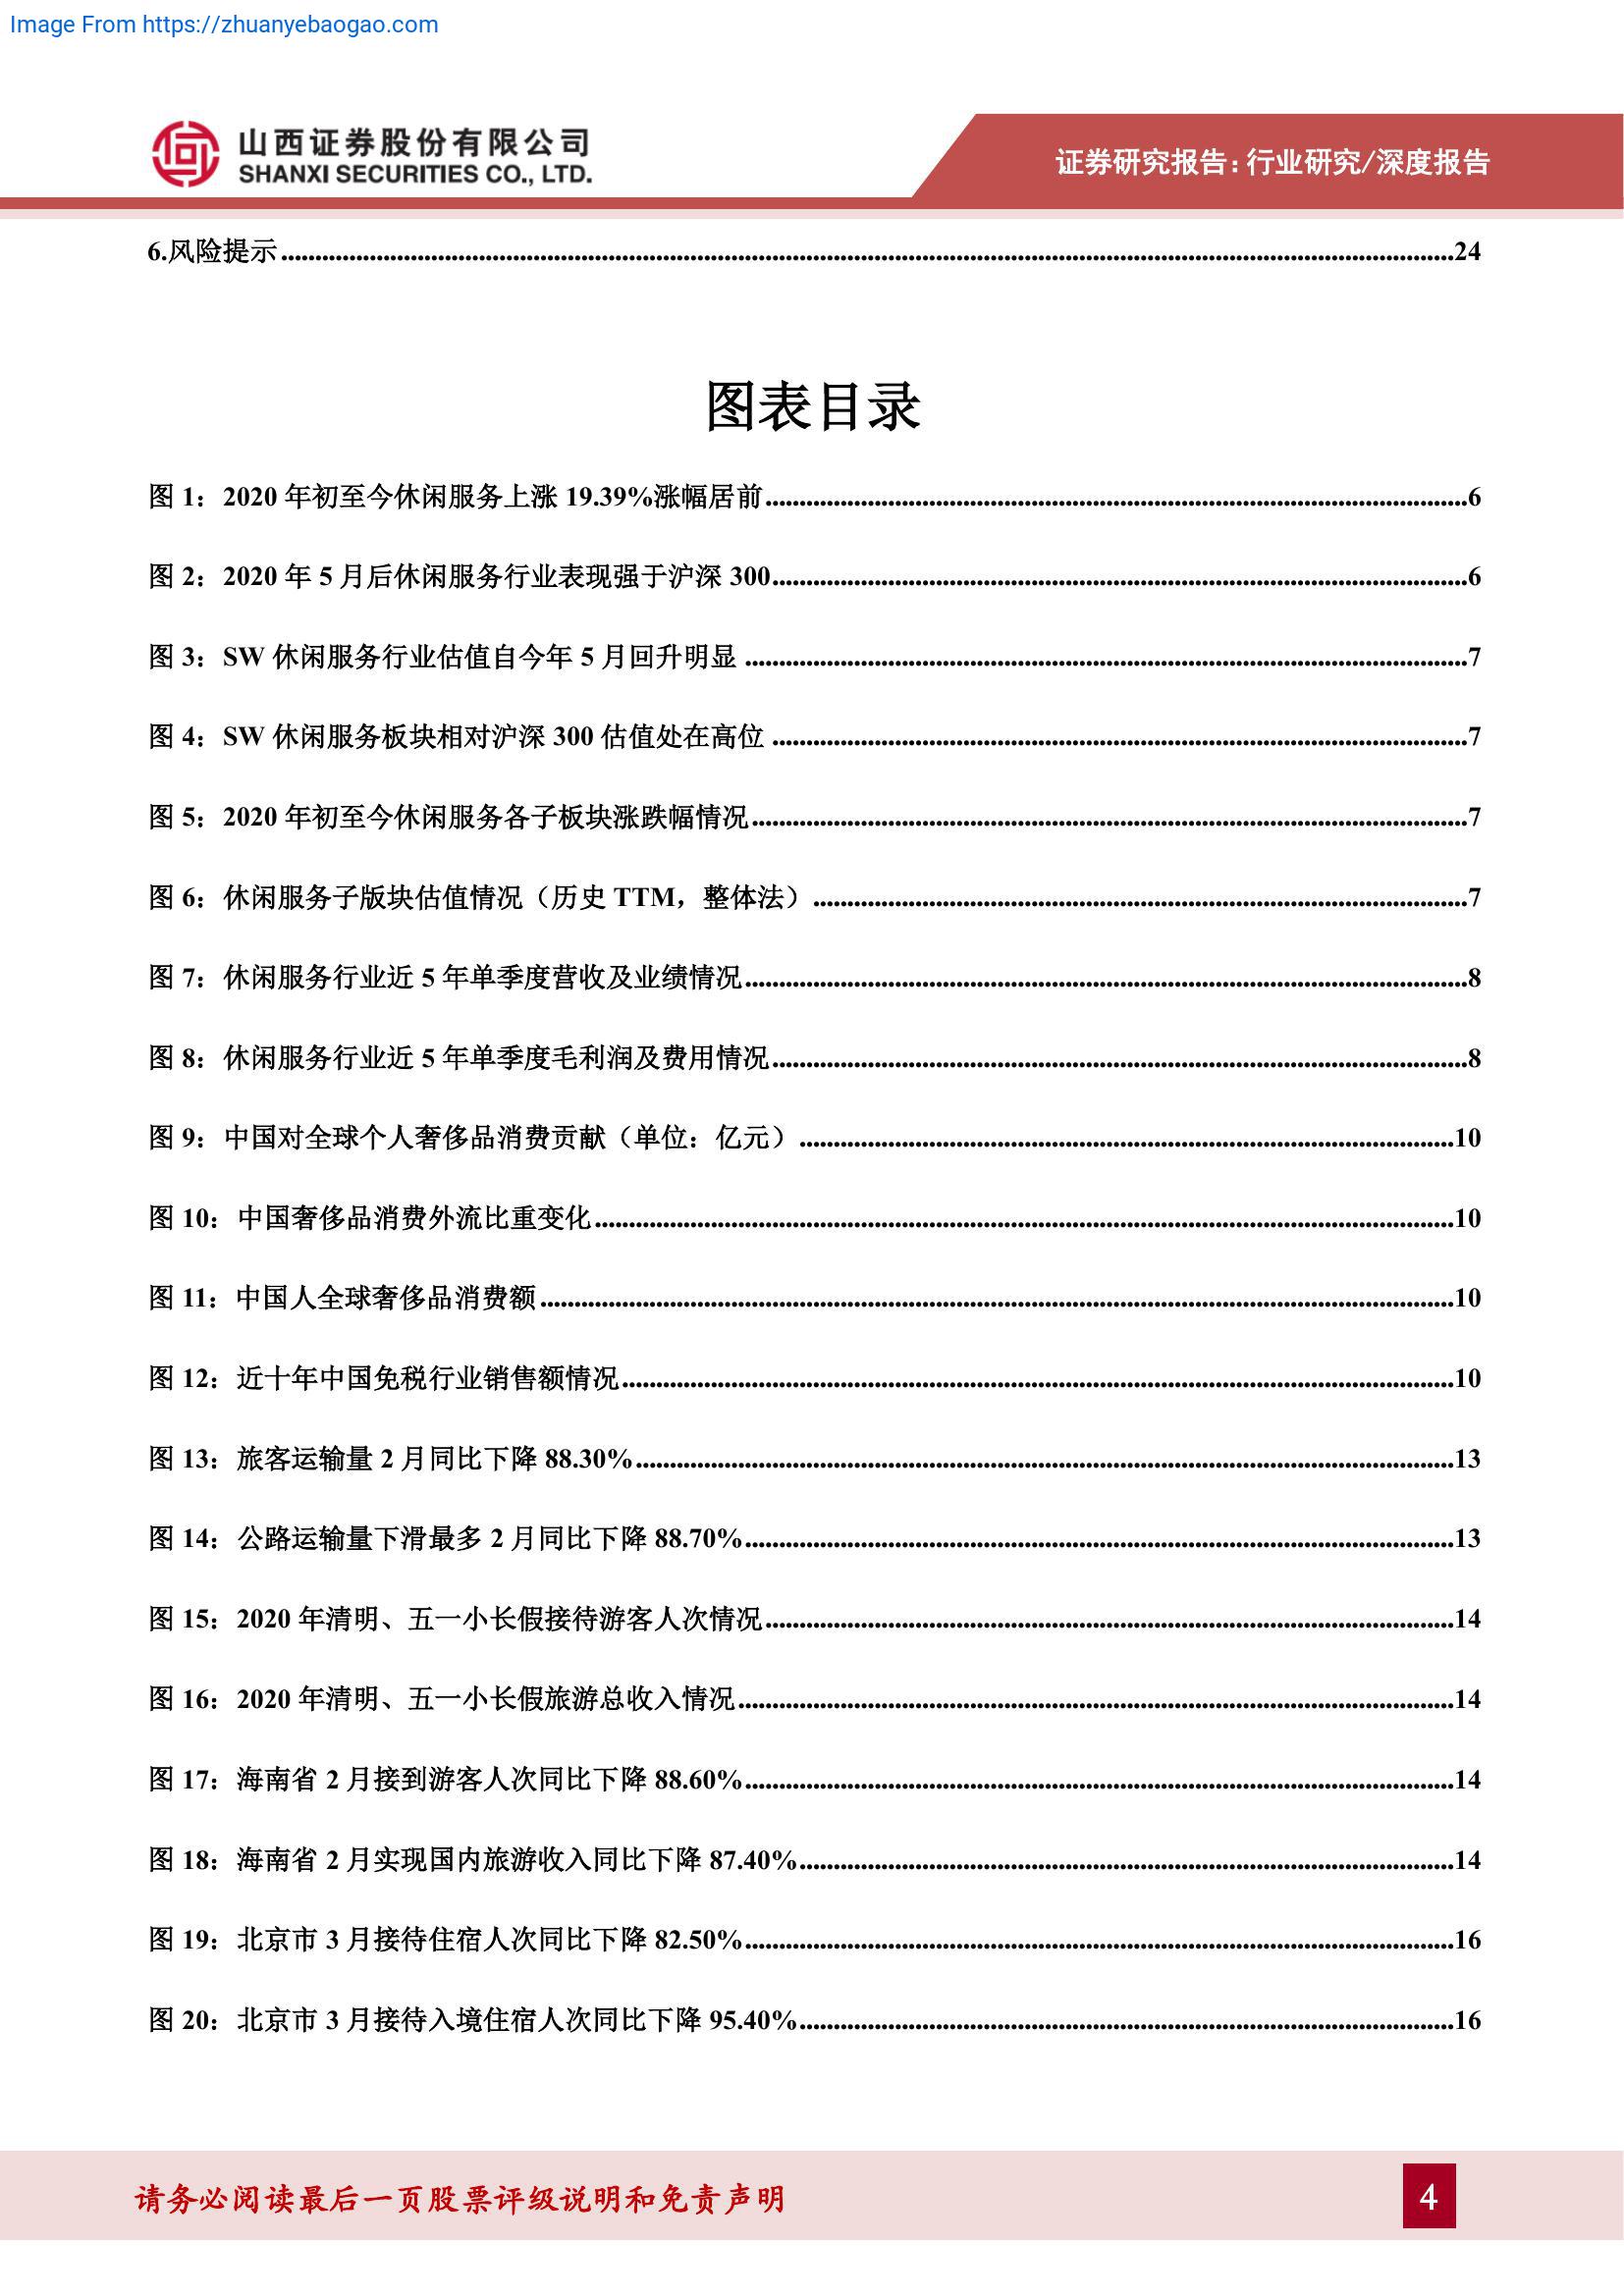 Image From https://zhuanyebaogao.com
山西证券股份有限公司
SHANXI SECURITIES CO., LTD.
证券研究报告:行业研究/深度报告
6.风险提示........................24
图表目录
图 1：2020 年初至今休闲服务上涨 19.39%涨幅居前........................6
图 2：2020 年 5 月后休闲服务行业表现强于沪深 300........................6
图 3：SW 休闲服务行业估值自今年 5 月回升明显........................7
图 4：SW 休闲服务板块相对沪深 300 估值处在高位........................7
图 5：2020 年初至今休闲服务各子板块涨跌幅情况........................7
图 6：休闲服务子版块估值情况（历史 TTM，整体法）........................7
图 7：休闲服务行业近 5 年单季度营收及业绩情况........................8
图 8：休闲服务行业近 5 年单季度毛利润及费用情况........................8
图 9：中国对全球个人奢侈品消费贡献（单位：亿元）........................10
图 10：中国奢侈品消费外流比重变化........................10
图 11：中国人全球奢侈品消费额........................10
图 12：近十年中国免税行业销售额情况........................10
图 13：旅客运输量 2 月同比下降 88.30%........................13
图 14：公路运输量下滑最多 2 月同比下降 88.70%........................13
图 15：2020 年清明、五一小长假接待游客人次情况........................14
图 16：2020 年清明、五一小长假旅游总收入情况........................14
图 17：海南省 2 月接到游客人次同比下降 88.60%........................14
图 18：海南省 2 月实现国内旅游收入同比下降 87.40%........................14
图 19：北京市 3 月接待住宿人次同比下降 82.50%........................16
图 20：北京市 3 月接待入境住宿人次同比下降 95.40%........................16
请务必阅读最后一页股票评级说明和免责声明
4